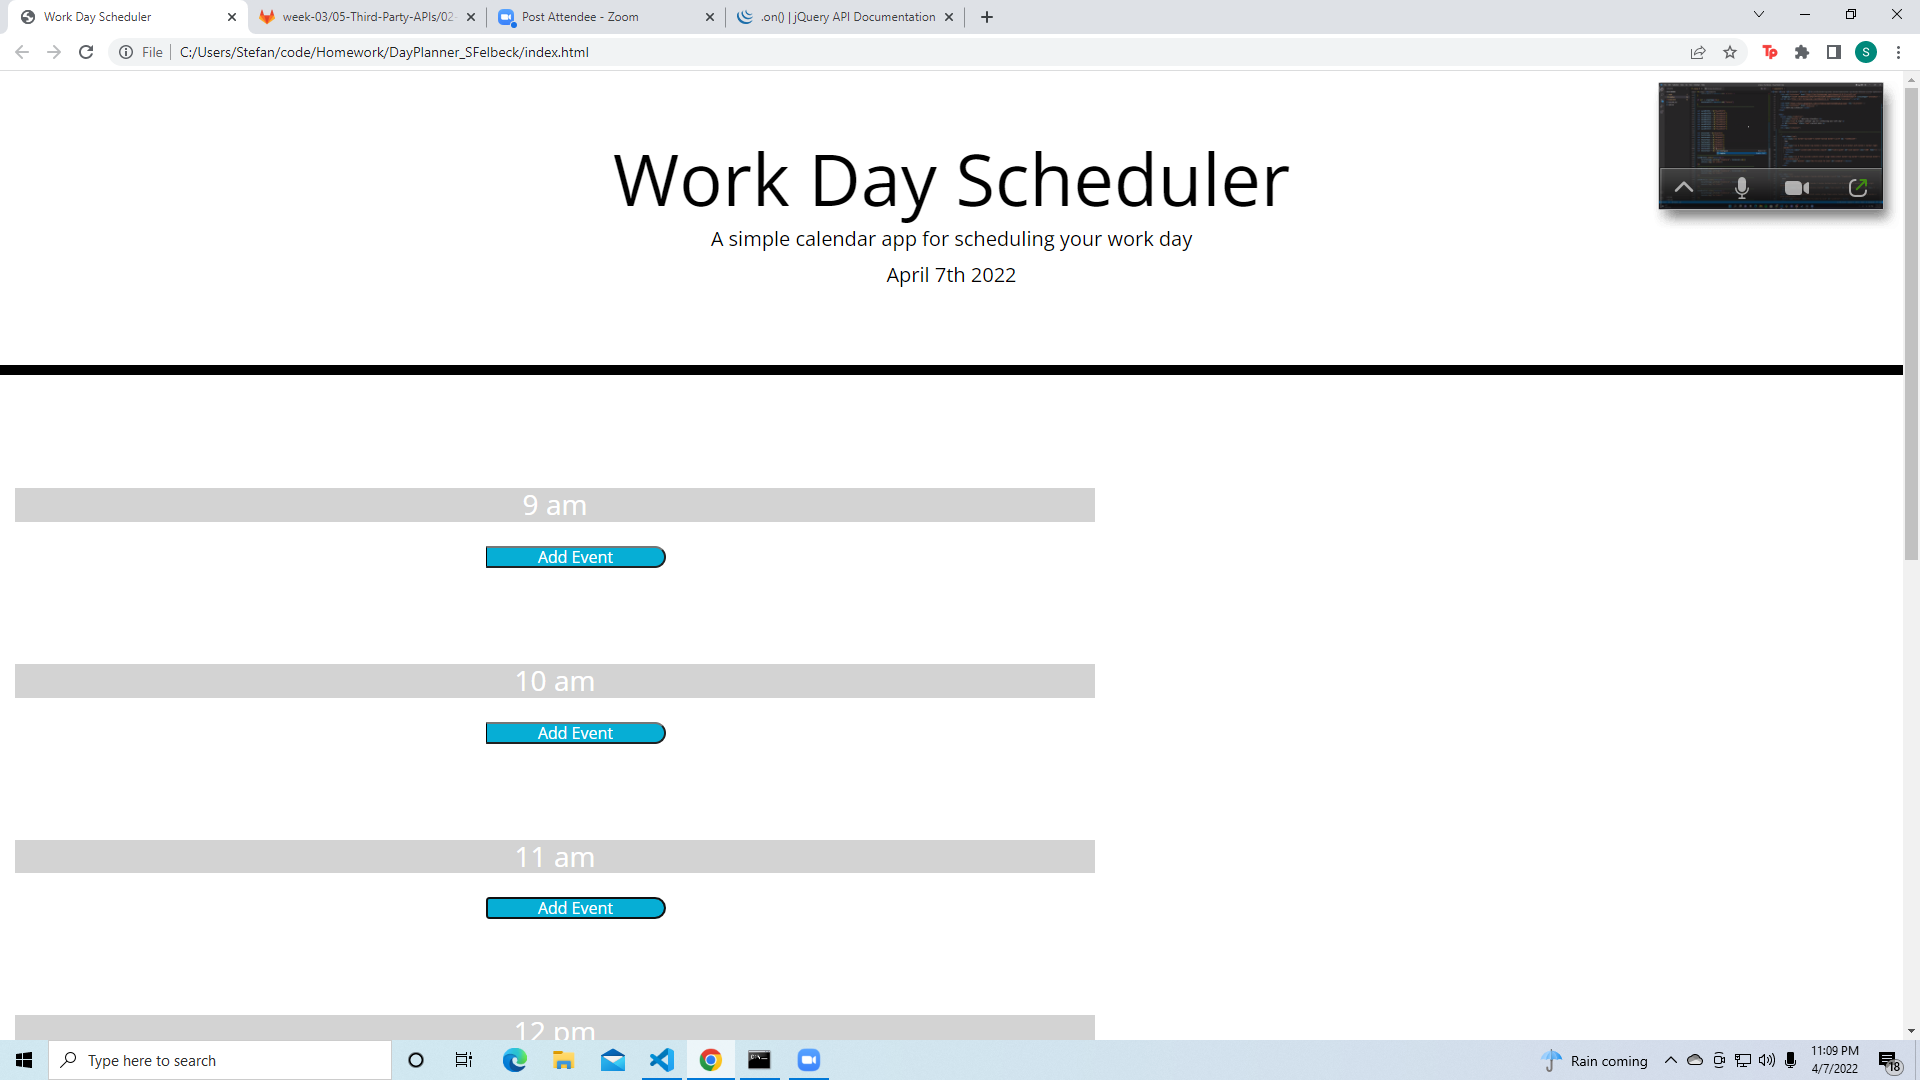 Work Day Scheduler
week-03/05-Third-Party-APIs/02-
Post Attendee - Zoom
.on() | jQuery API Documentation
File
C:/Users/Stefan/code/Homework/DayPlanner_SFelbeck/index.html
Tp
S
Work Day Scheduler
A simple calendar app for scheduling your work day
April 7th 2022
9 am
Add Event
10 am
Add Event
11 am
Add Event
12 pm
Type here to search
Rain coming
11:09 PM
4/7/2022
18